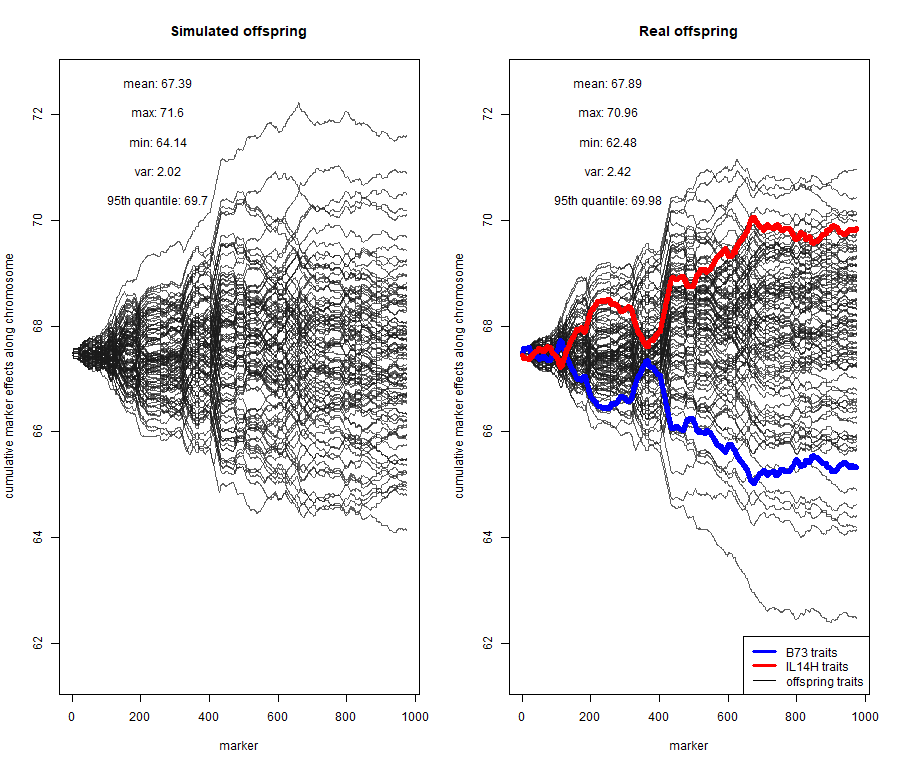 Simulated offspring
mean: 67.39
max: 71.6
min: 64.14
var: 2.02
95th quantile: 69.7
cumulative marker effects along chromosome
62
64
66
68
70
72
0
200
400
600
800
1000
marker
Real offspring
mean: 67.89
max: 70.96
min: 62.48
var: 2.42
95th quantile: 69.98
cumulative marker effects along chromosome
62
64
66
68
70
72
B73 traits
IL14H traits
offspring traits
0
200
400
600
800
1000
marker